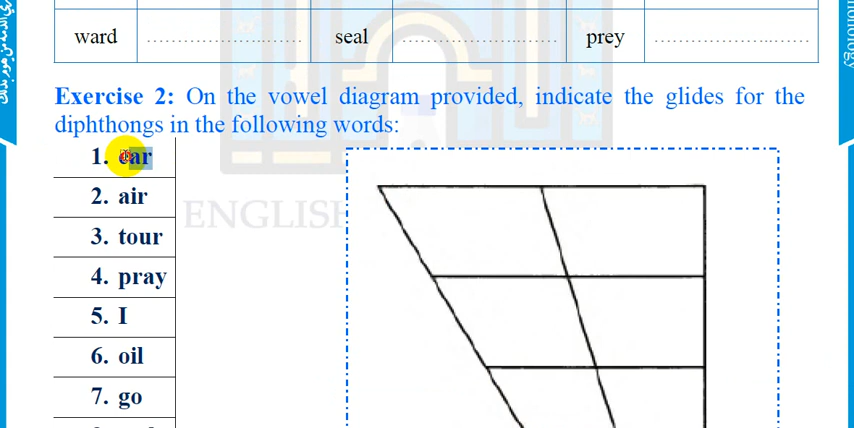 ward ........................ seal ........................ prey ........................
Exercise 2: On the vowel diagram provided, indicate the glides for the
diphthongs in the following words:
1. ear
2. air
3. tour
4. pray
5. I
6. oil
7. go
ENGLISH